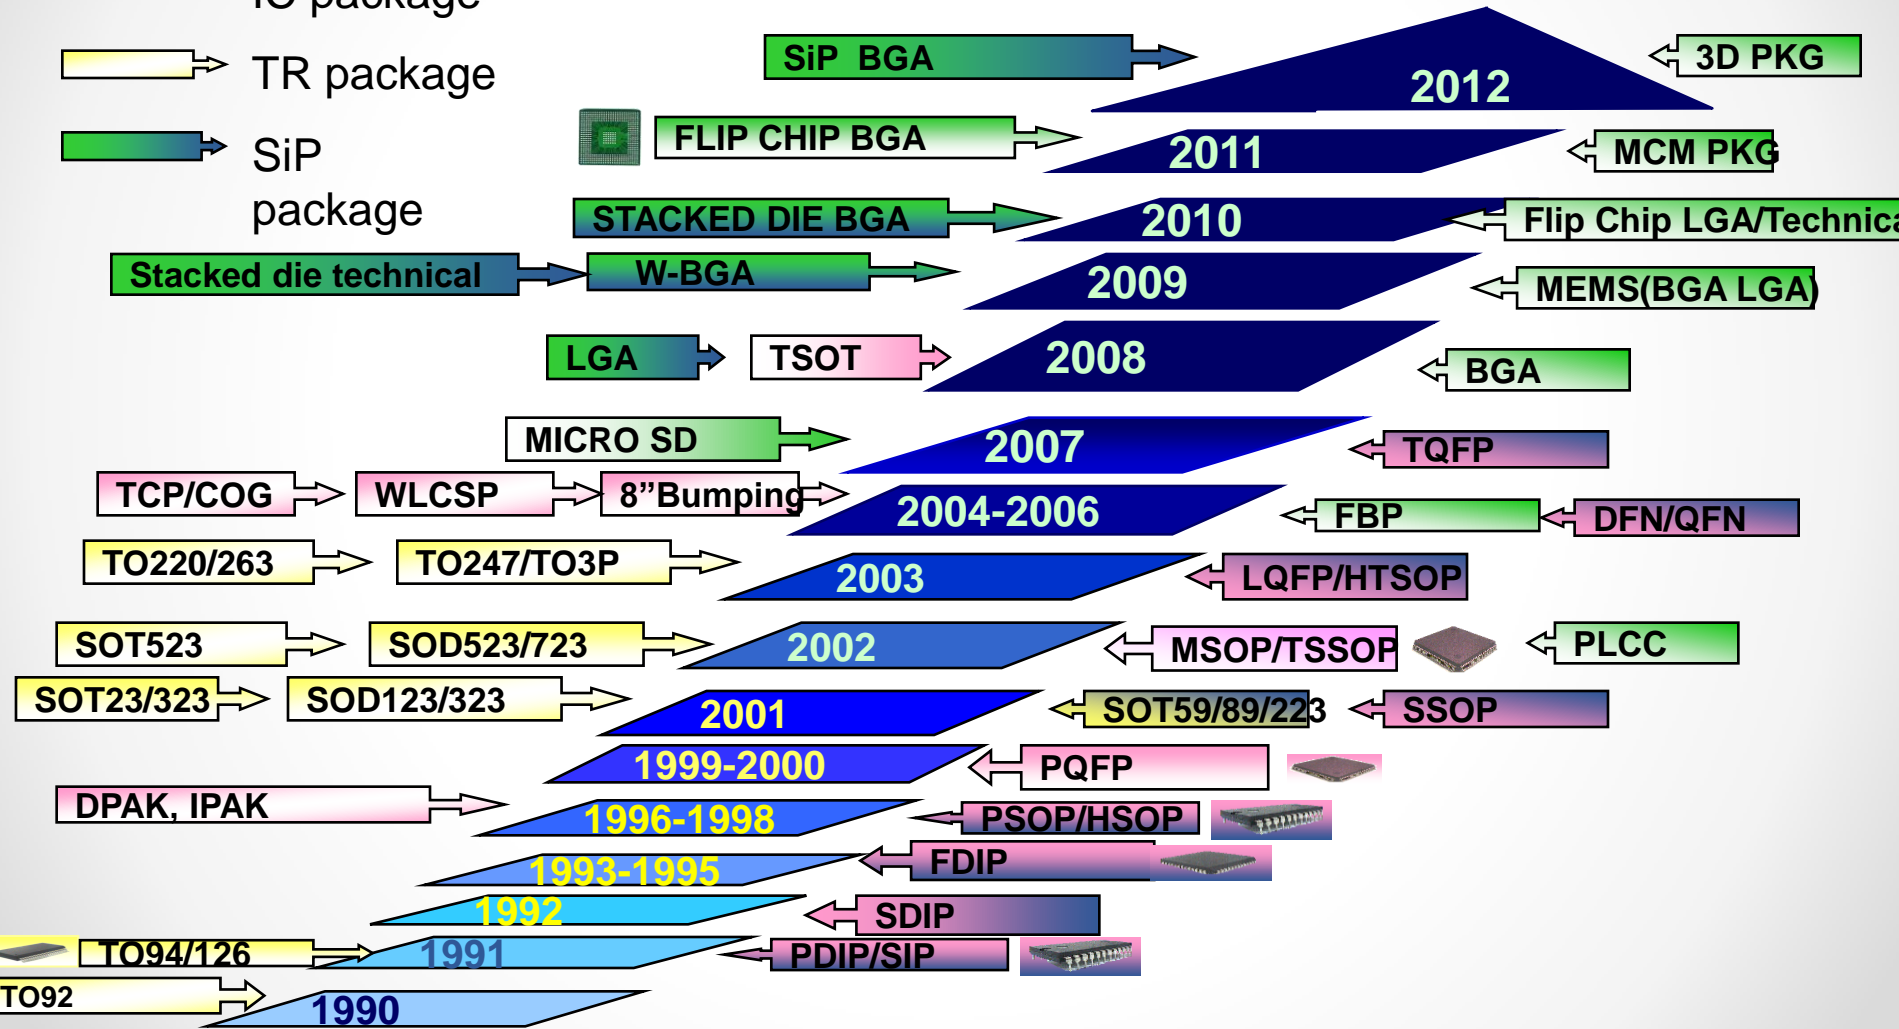 IC package
TR package
SiP
package
SiP BGA
2012
3D PKG
FLIP CHIP BGA
2011
MCM PKG
STACKED DIE BGA
2010
Flip Chip LGA/Technica
Stacked die technical
W-BGA
2009
MEMS(BGA LGA)
LGA
TSOT
2008
BGA
MICRO SD
2007
TQFP
TCP/COG
WLCSP
8”Bumping
2004-2006
FBP
DFN/QFN
TO220/263
TO247/TO3P
2003
LQFP/HTSOP
SOT523
SOD523/723
2002
MSOP/TSSOP
PLCC
SOT23/323
SOD123/323
2001
SOT59/89/223
SSOP
1999-2000
PQFP
DPAK, IPAK
1996-1998
PSOP/HSOP
1993-1995
FDIP
1992
SDIP
TO94/126
1991
PDIP/SIP
TO92
1990